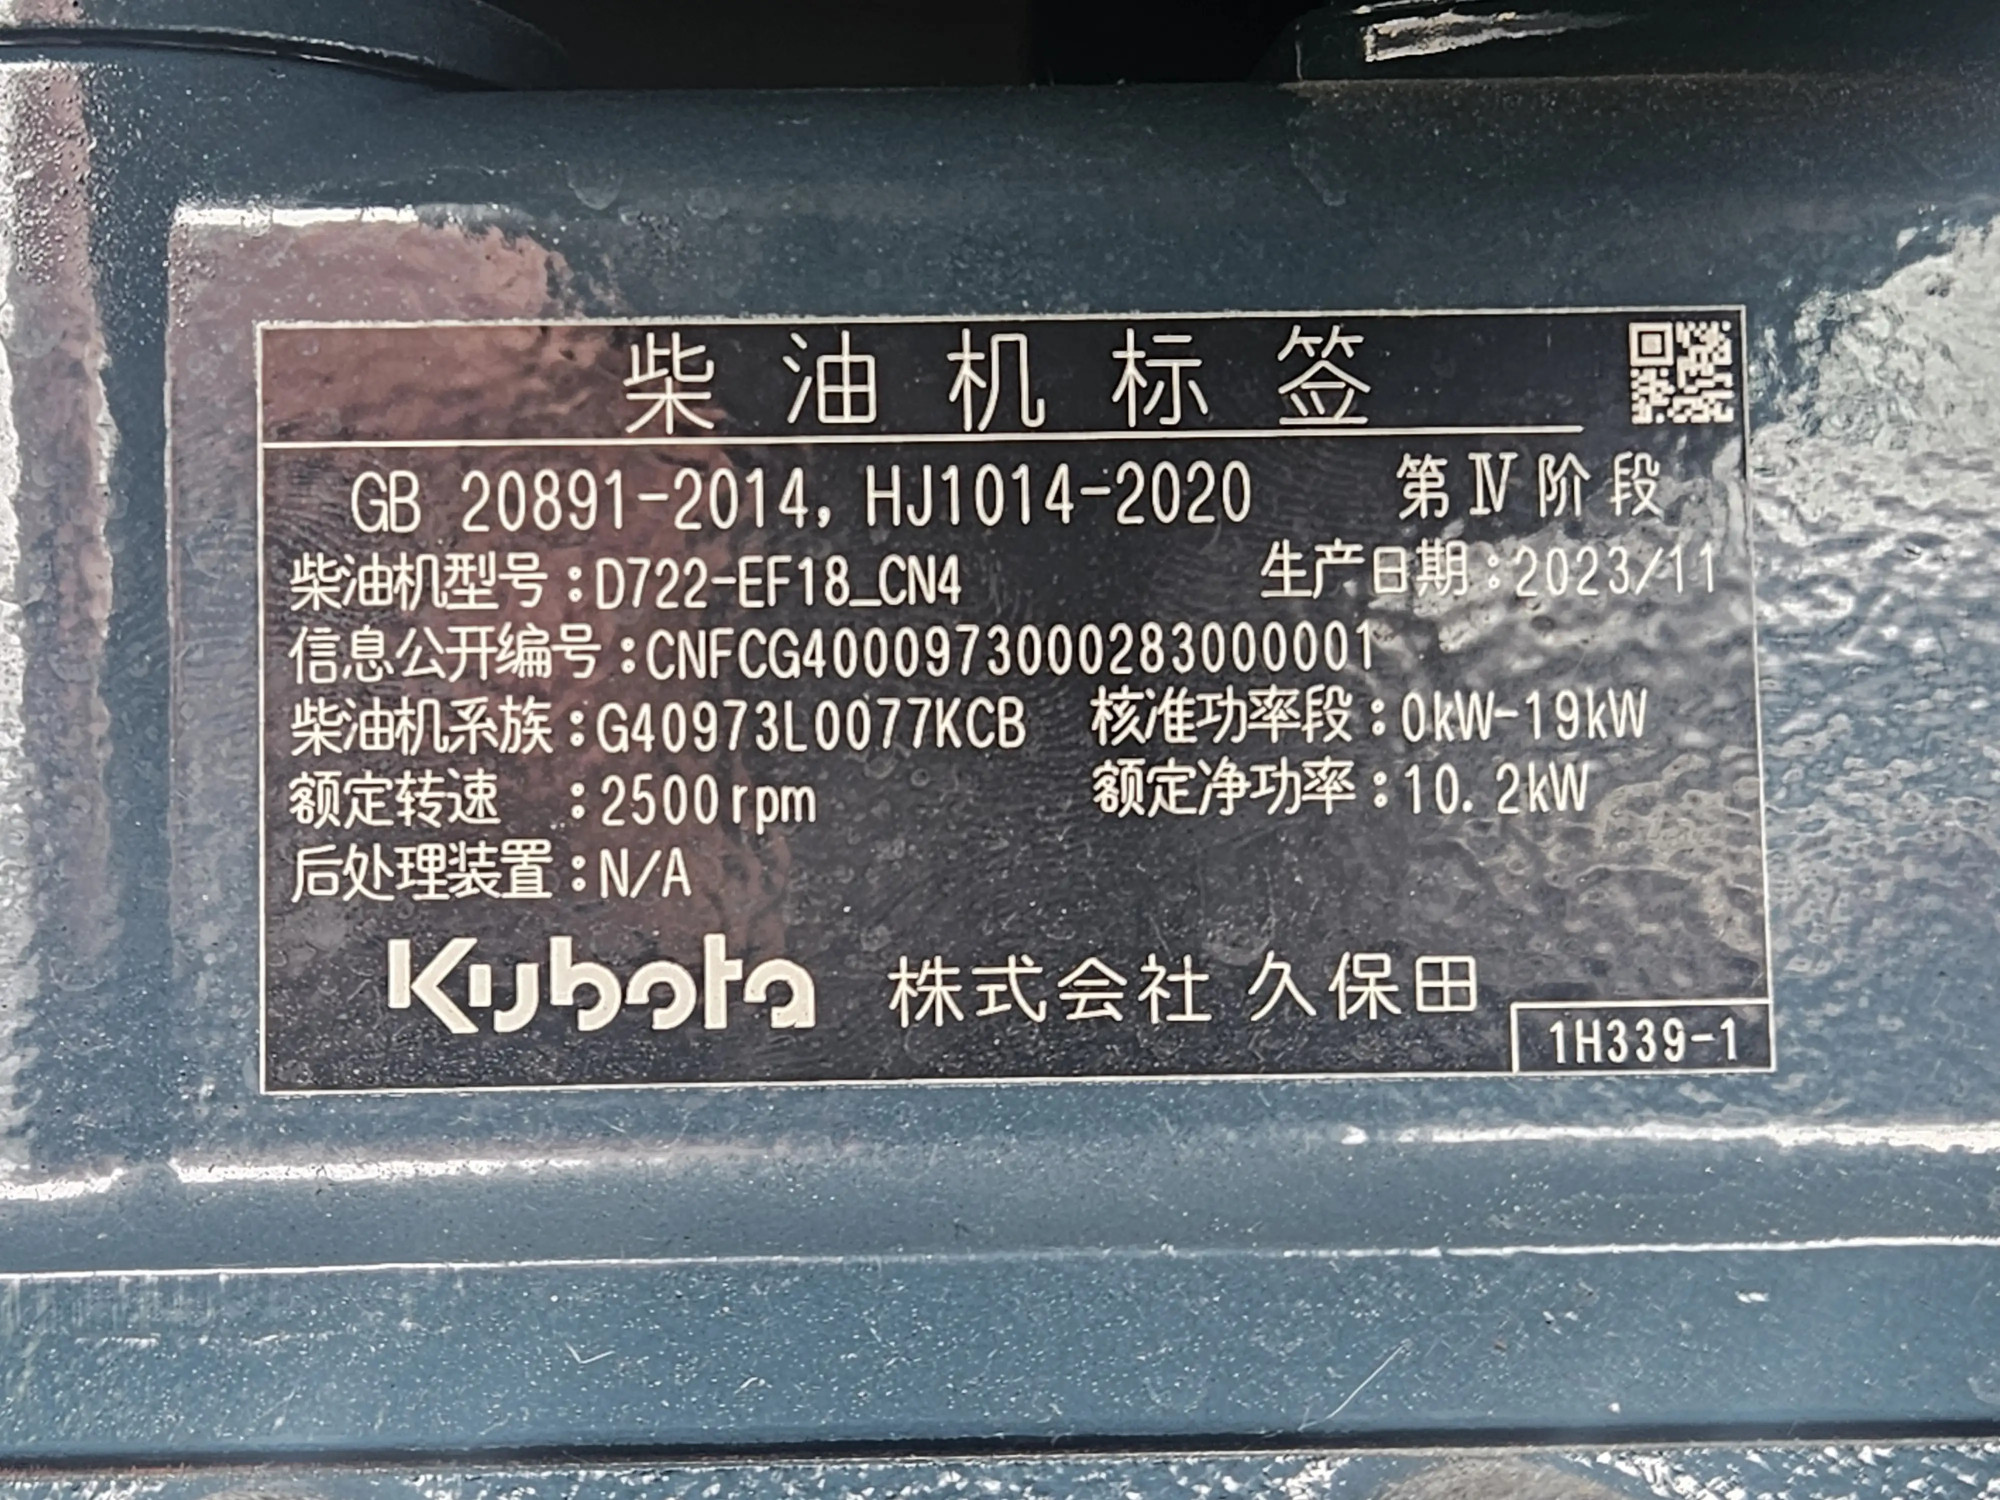 柴油机标签
GB 20891-2014, HJ1014-2020 第Ⅳ阶段
柴油机型号:D722-EF18_CN4 生产日期:2023/11
信息公开编号:CNFCG4000973000283000001
柴油机系族:G40973L0077KCB 核准功率段:0kW-19kW
额定转速 :2500rpm 额定净功率:10.2kW
后处理装置:N/A
Kubota 株式会社 久保田
1H339-1